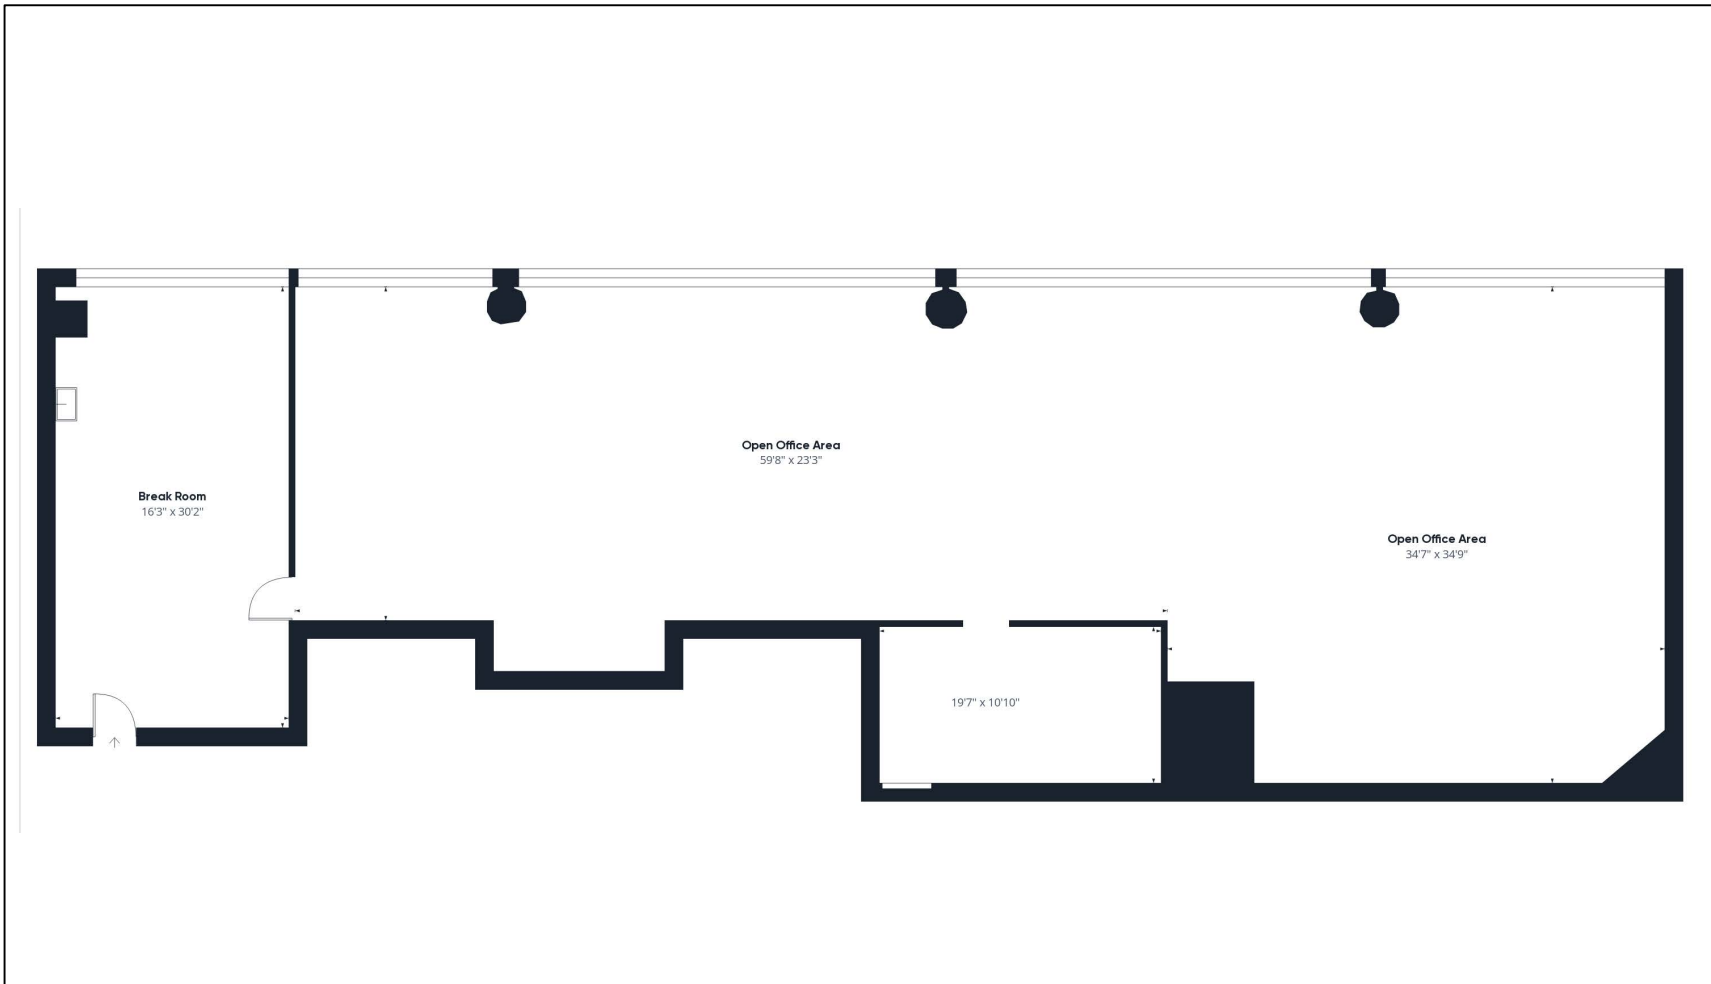 Open Office Area
59'8" x 23'3"
Break Room
16'3" x 30'2"
Open Office Area
34'7" x 34'9"
19'7" x 10'10"